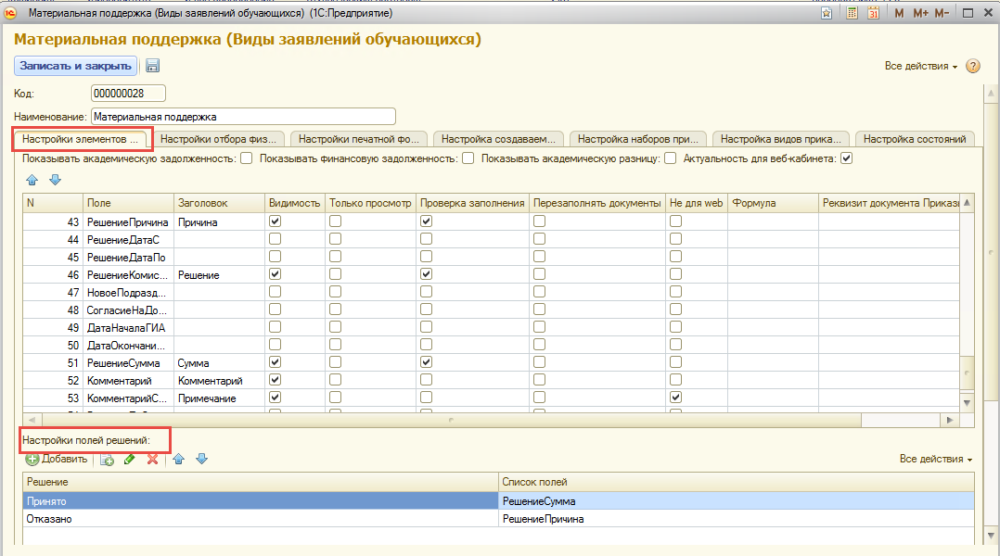 Материальная поддержка (Виды заявлений обучающихся) (1С:Предприятие)
M M+ M-
Материальная поддержка (Виды заявлений обучающихся)
Записать и закрыть
Все действия
Код: 000000028
Наименование: Материальная поддержка
Настройки элементов ... Настройки отбора физ... Настройки печатной фо... Настройка создаваем... Настройка наборов при... Настройка видов прика... Настройка состояний
Показывать академическую задолженность: Показывать финансовую задолженность: Показывать академическую разницу: Актуальность для веб-кабинета:
N Поле Заголовок Видимость Только просмотр Проверка заполнения Перезаполнять документы Не для web Формула Реквизит документа Приказы
43 РешениеПричина Причина
44 РешениеДатаС
45 РешениеДатаПо
46 РешениеКомис... Решение
47 НовоеПодразд...
48 СогласиеНаДо...
49 ДатаНачалаГИА
50 ДатаОкончани...
51 РешениеСумма Сумма
52 Комментарий Комментарий
53 КомментарийС... Примечание
Настройки полей решений:
Добавить
Все действия
Решение Список полей
Принято РешениеСумма
Отказано РешениеПричина